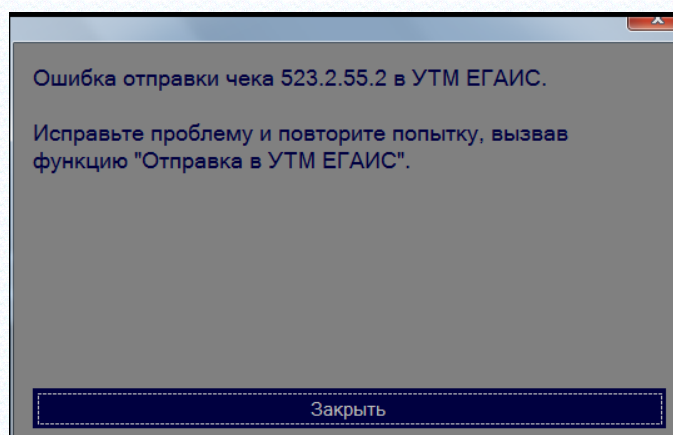 Ошибка отправки чека 523.2.55.2 в УТМ ЕГАИС.
Исправьте проблему и повторите попытку, вызвав
функцию "Отправка в УТМ ЕГАИС".
Закрыть